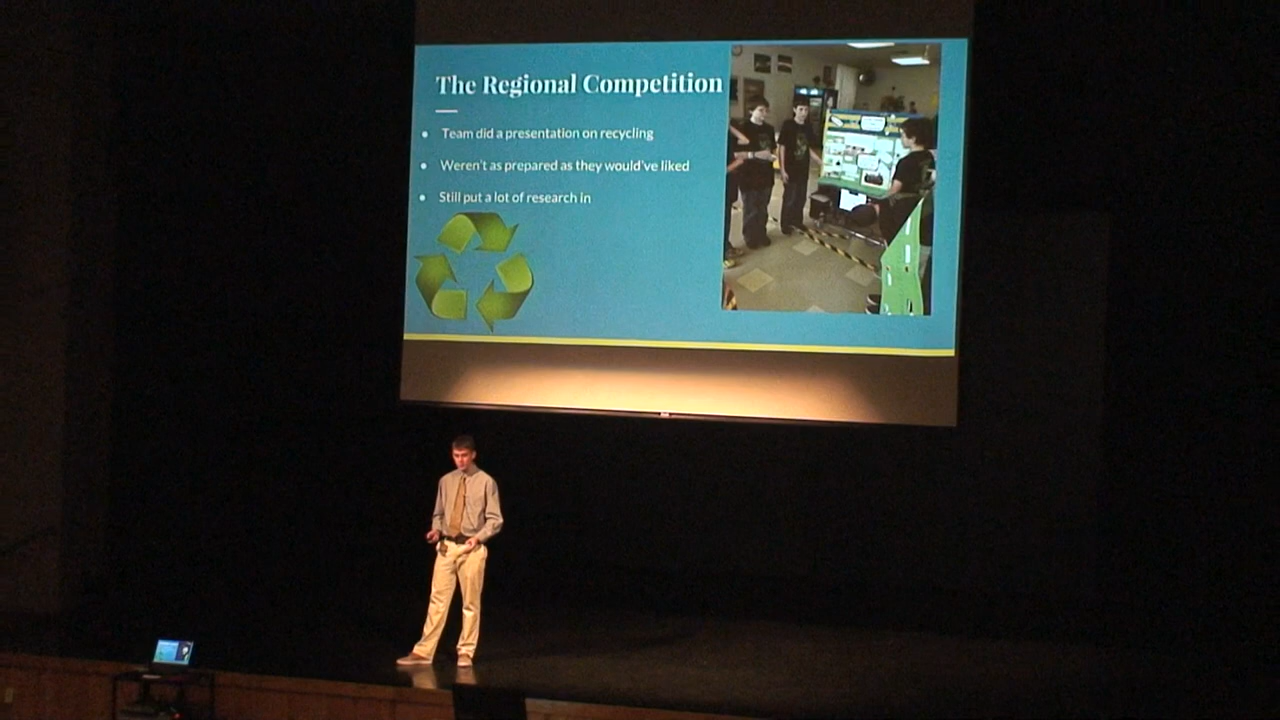 The Regional Competition
Team did a presentation on recycling
Weren't as prepared as they would've liked
Still put a lot of research in